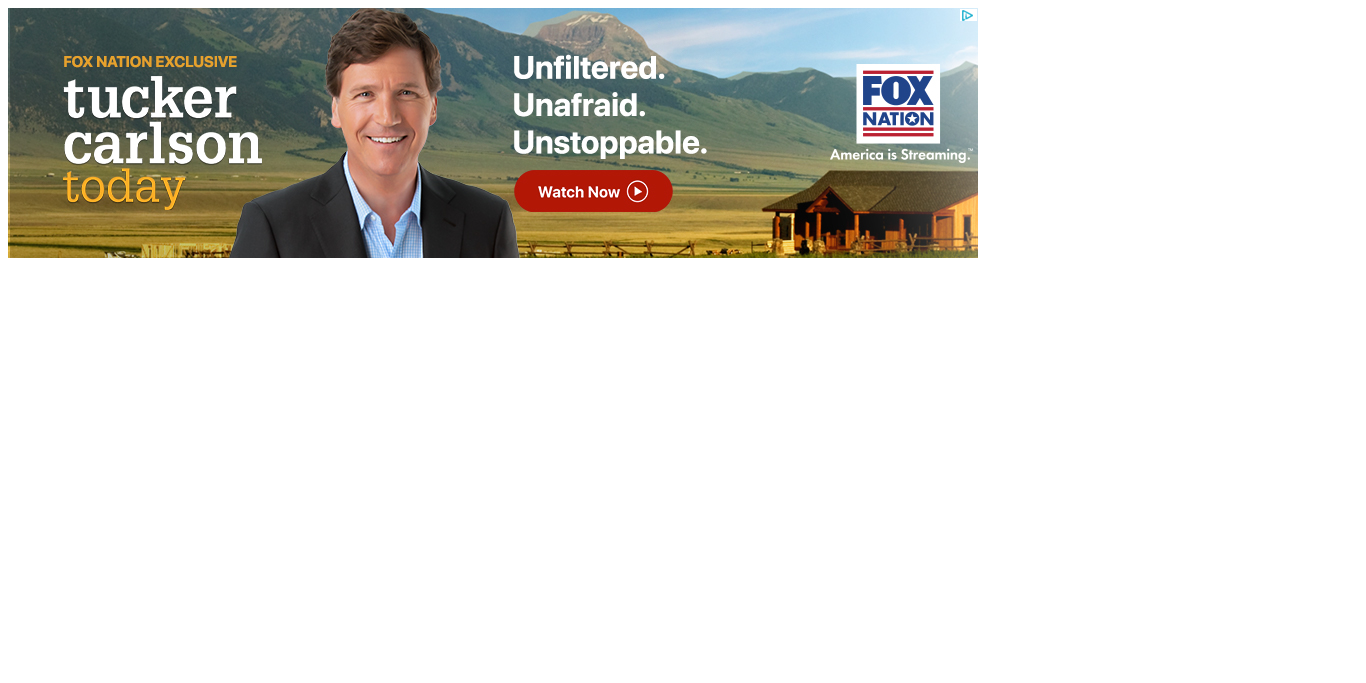 FOX NATION EXCLUSIVE
tucker
carlson
today
Unfiltered.
Unafraid.
Unstoppable.
Watch Now
FOX
NATION
America is Streaming.™